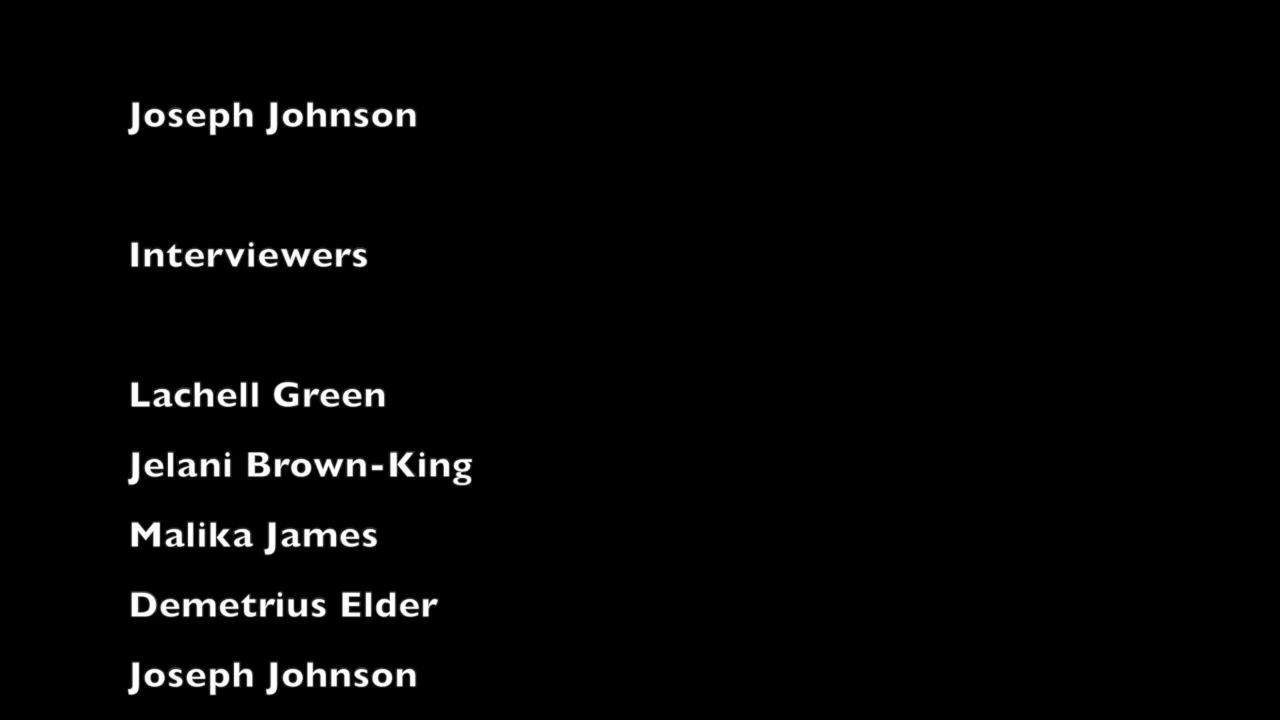 Joseph Johnson
Interviewers
Lachell Green
Jelani Brown-King
Malika James
Demetrius Elder
Joseph Johnson